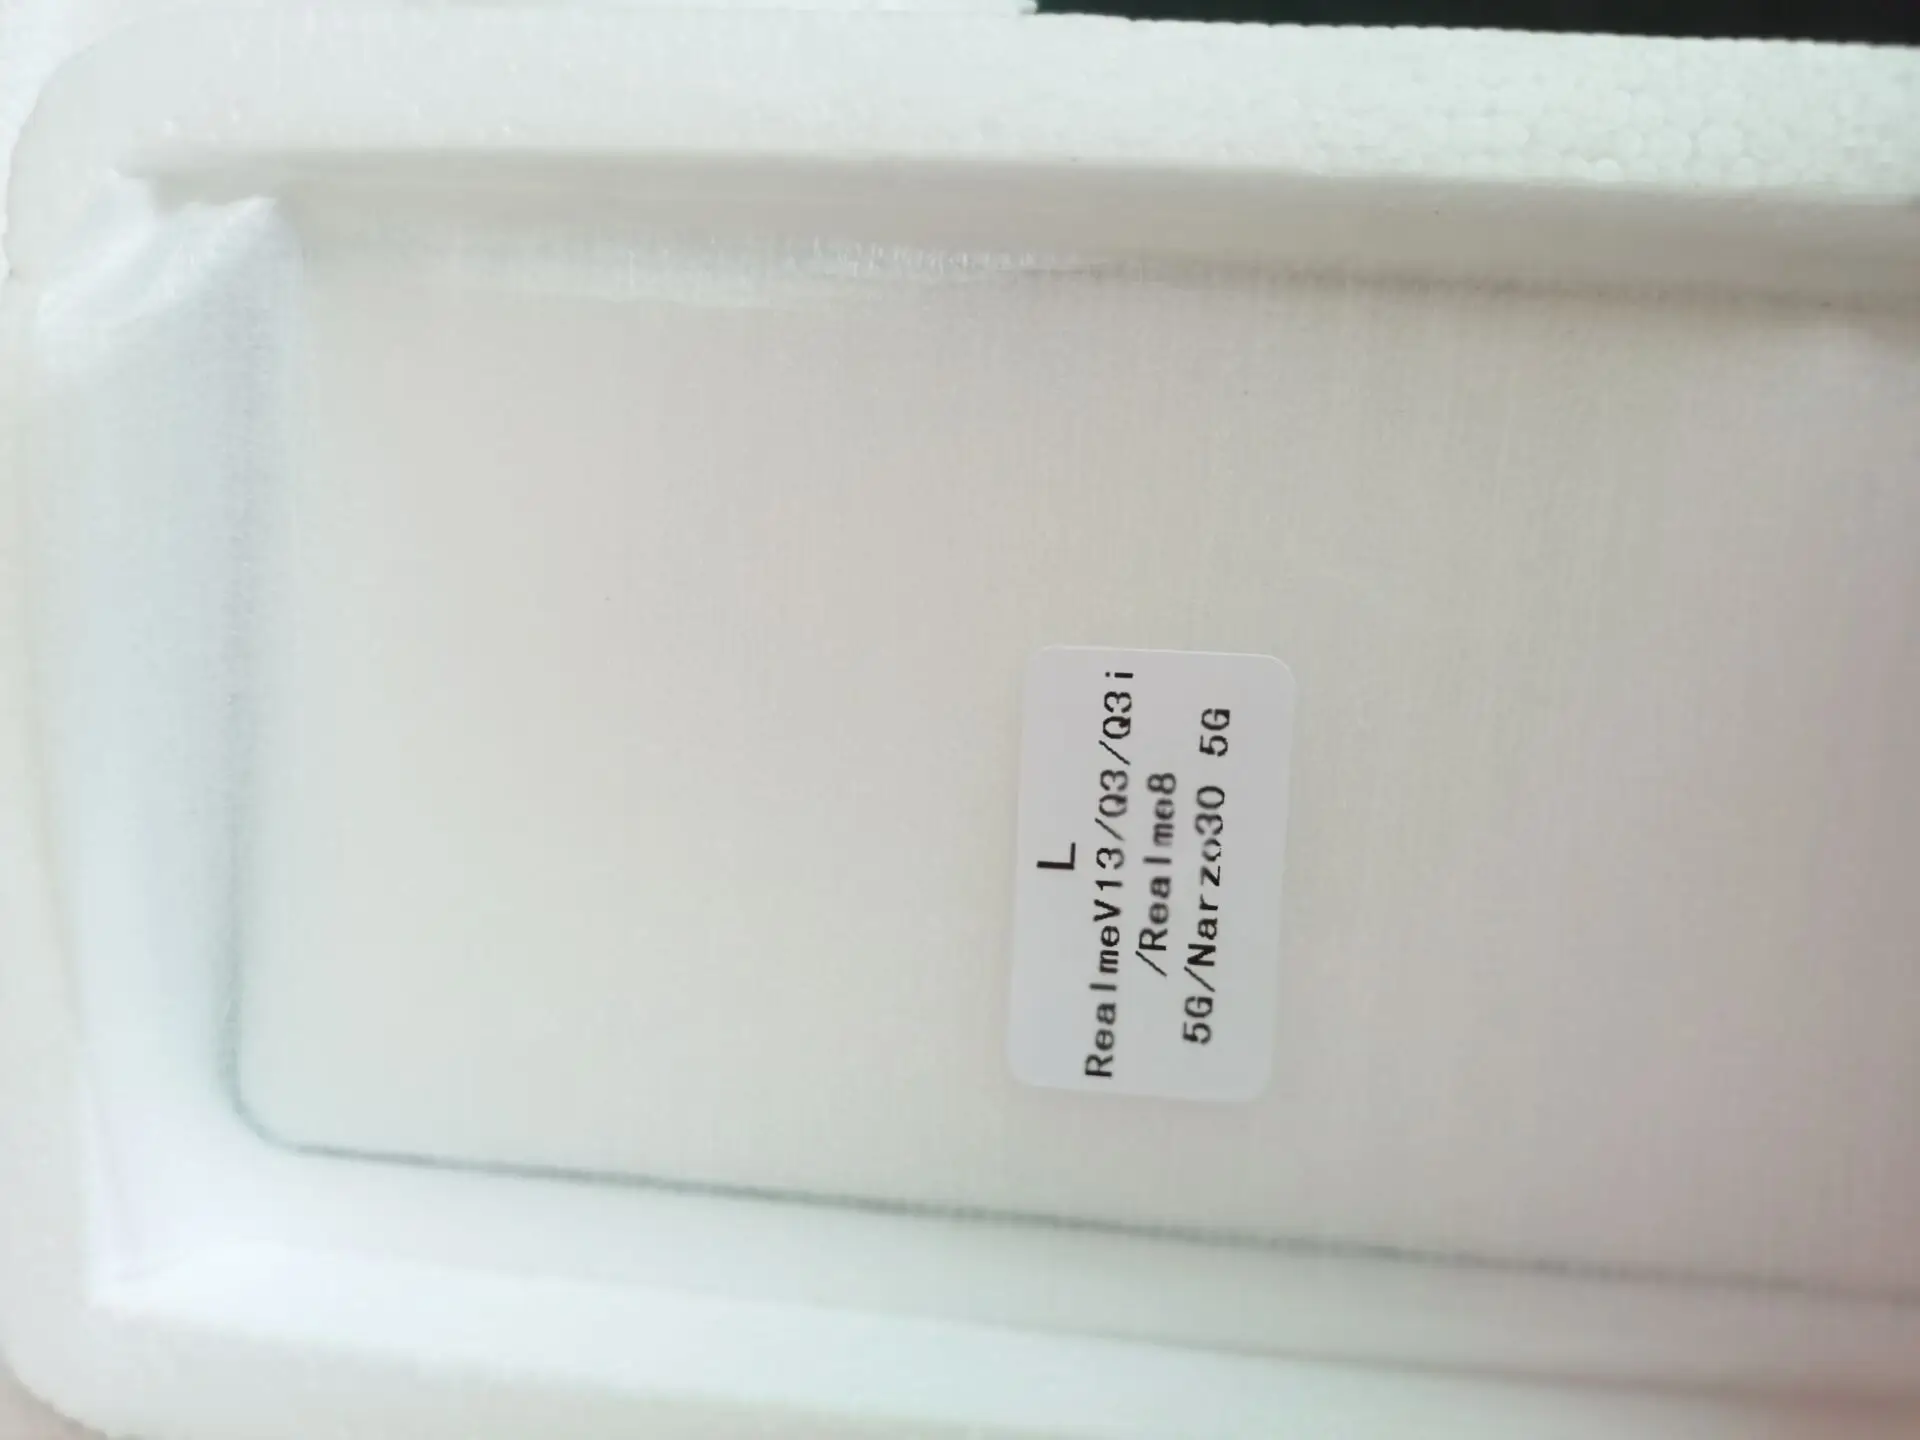 L
RealmeV13/Q3/Q3i
/Realme8
5G/Narzo30 5G